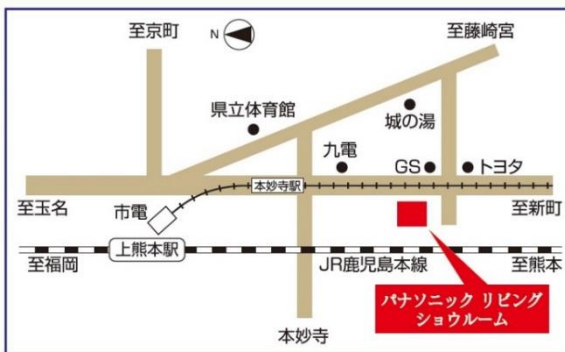 至京町
N
至藤崎宮
県立体育館
城の湯
九電
GS
トヨタ
本妙寺駅
至玉名
市電
至新町
上熊本駅
至福岡
JR鹿児島本線
至熊本
パナソニック リビング
ショウルーム
本妙寺